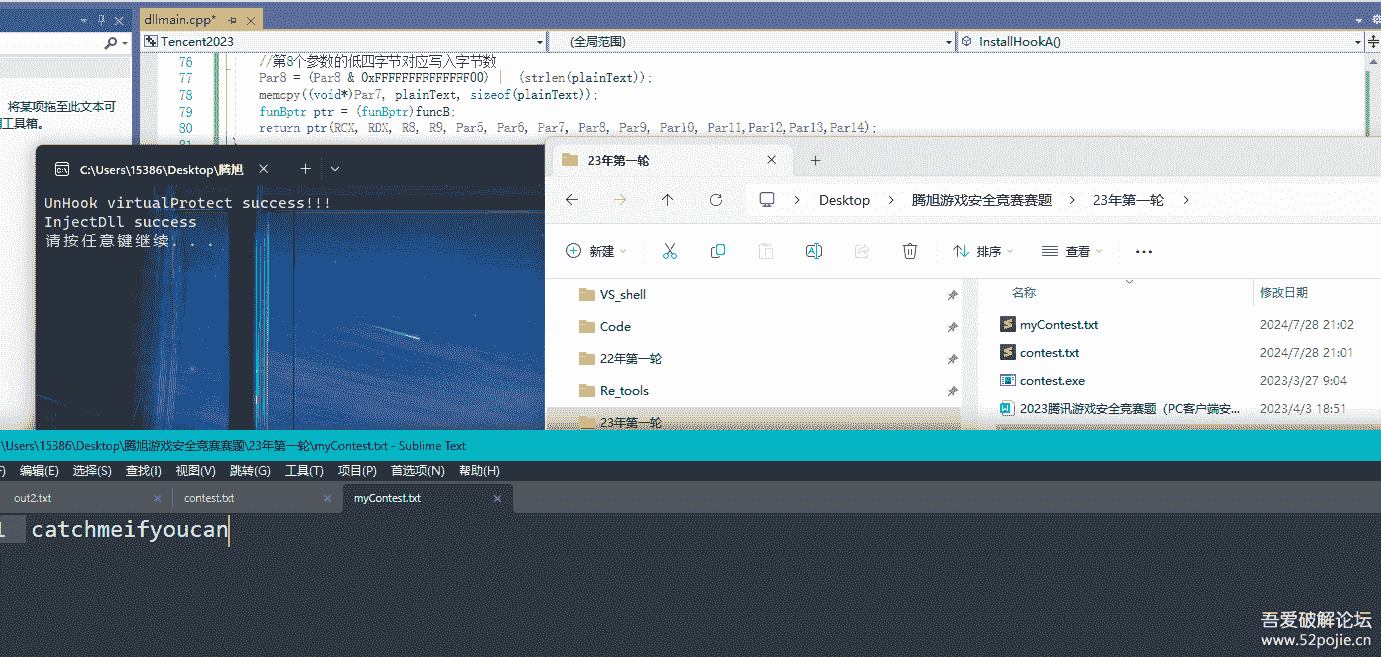 dllmain.cpp*
Tencent2023
(全局范围)
InstallHookA()
76 //第8个参数的低四字节对应写入字节数
77 Par8 = (Par8 & 0xFFFFFFFFFFFFFF00) | (strlen(plainText));
78 memcpy((void*)Par7, plainText, sizeof(plainText));
79 funBptr ptr = (funBptr)funcB;
80 return ptr(RCX, RDX, R8, R9, Par5, Par6, Par7, Par8, Par9, Par10, Par11,Par12,Par13,Par14);
将某项拖至此文本可
工具箱。
C:\Users\15386\Desktop\腾旭
UnHook virtualProtect success!!!
InjectDll success
请按任意键继续. . .
23年第一轮
Desktop > 腾旭游戏安全竞赛赛题 > 23年第一轮 >
新建
排序
查看
VS_shell
Code
22年第一轮
Re_tools
23年第一轮
名称
修改日期
myContest.txt 2024/7/28 21:02
contest.txt 2024/7/28 21:01
contest.exe 2023/3/27 9:04
2023腾讯游戏安全竞赛题（PC客户端安... 2023/4/3 18:51
\Users\15386\Desktop\腾旭游戏安全竞赛赛题\23年第一轮\myContest.txt - Sublime Text
F) 编辑(E) 选择(S) 查找(I) 视图(V) 跳转(G) 工具(T) 项目(P) 首选项(N) 帮助(H)
out2.txt
contest.txt
myContest.txt
1 catchmeifyoucan
吾爱破解论坛
www.52pojie.cn